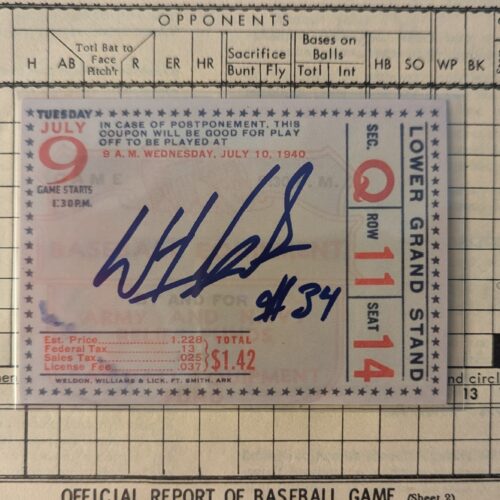 OPPONENTS
H
AB
Totl Bat to
Face
Pitch'r
R
ER
HR
Sacrifice
Bunt Fly
Bases on
Balls
Totl Int
HB
SO
WP
BK
TUESDAY
JULY
9
GAME STARTS
1:30 P.M.
IN CASE OF POSTPONEMENT, THIS
COUPON WILL BE GOOD FOR PLAY
OFF TO BE PLAYED AT
9 A.M. WEDNESDAY, JULY 10, 1940
#34
Est. Price 1.228
Federal Tax .13
Sales Tax .025
License Fee .037
TOTAL
$1.42
WELDON, WILLIAMS & LICK, FT. SMITH, ARK
SEC.
Q
ROW
11
SEAT
14
LOWER GRAND STAND
nd circl
13
OFFICIAL REPORT OF BASEBALL GAME (Sheet 2)